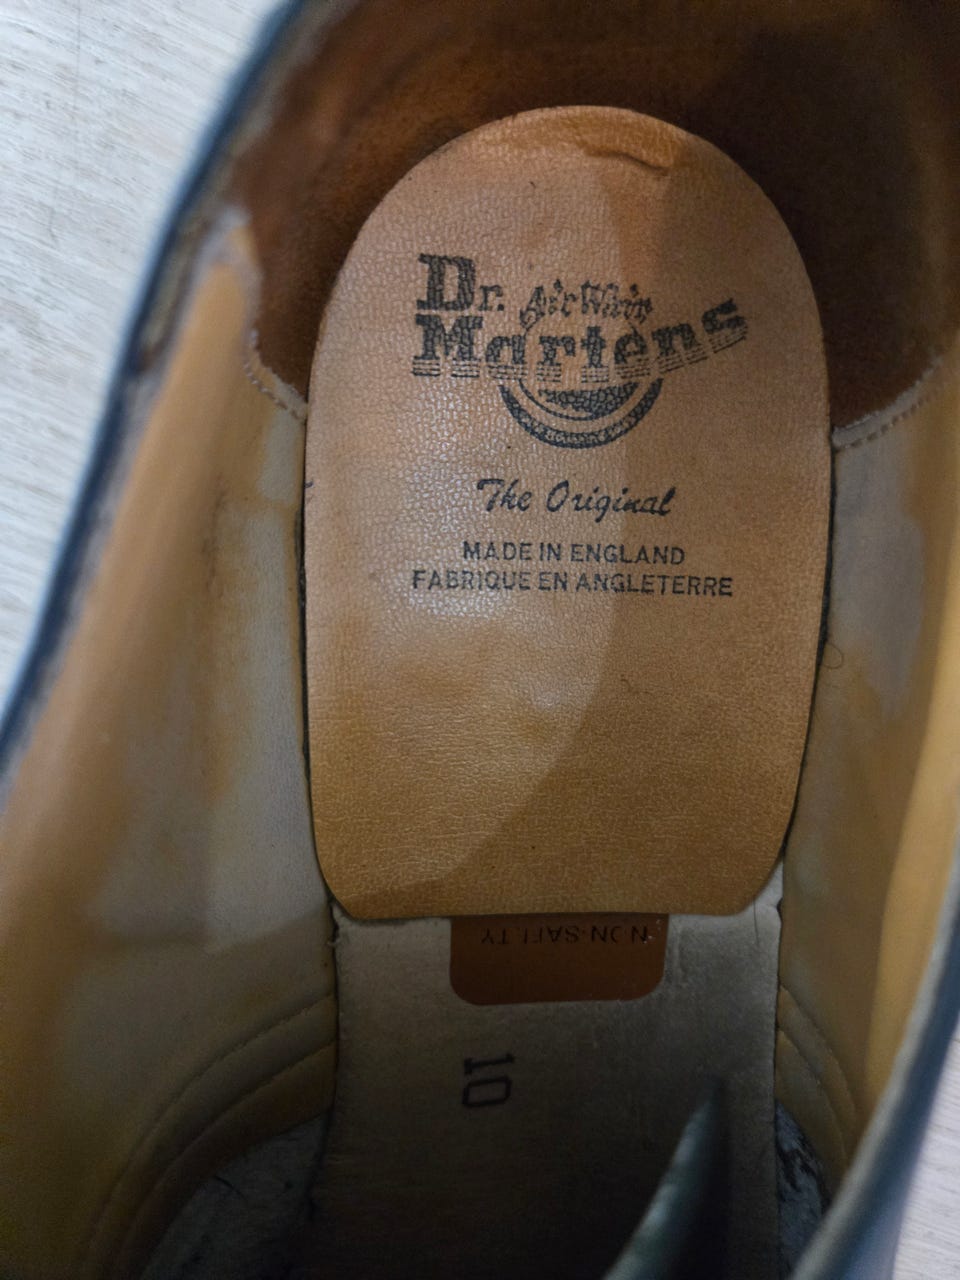 Dr. AirWair
Martens
The Original
MADE IN ENGLAND
FABRIQUE EN ANGLETERRE
NON-SAFETY
10